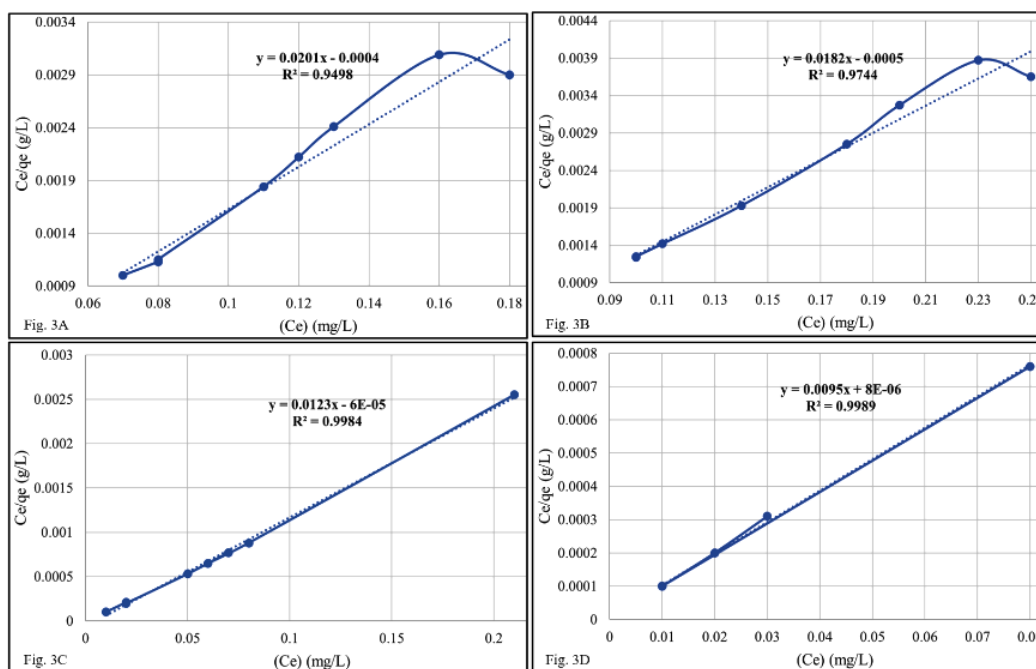 0.0034
0.0029
0.0024
0.0019
0.0014
0.0009
y = 0.0201x - 0.0004
R² = 0.9498
Ce/qe (g/L)
0.06 0.08 0.1 0.12 0.14 0.16 0.18
Fig. 3A
(Ce) (mg/L)
0.0044
0.0039
0.0034
0.0029
0.0024
0.0019
0.0014
0.0009
y = 0.0182x - 0.0005
R² = 0.9744
Ce/qe (g/L)
0.09 0.11 0.13 0.15 0.17 0.19 0.21 0.23
Fig. 3B
(Ce) (mg/L)
0.003
0.0025
0.002
0.0015
0.001
0.0005
0
y = 0.0123x - 6E-05
R² = 0.9984
Ce/qe (g/L)
0 0.05 0.1 0.15 0.2
Fig. 3C
(Ce) (mg/L)
0.0008
0.0007
0.0006
0.0005
0.0004
0.0003
0.0002
0.0001
0
y = 0.0095x + 8E-06
R² = 0.9989
Ce/qe (g/L)
0 0.01 0.02 0.03 0.04 0.05 0.06 0.07
Fig. 3D
(Ce) (mg/L)